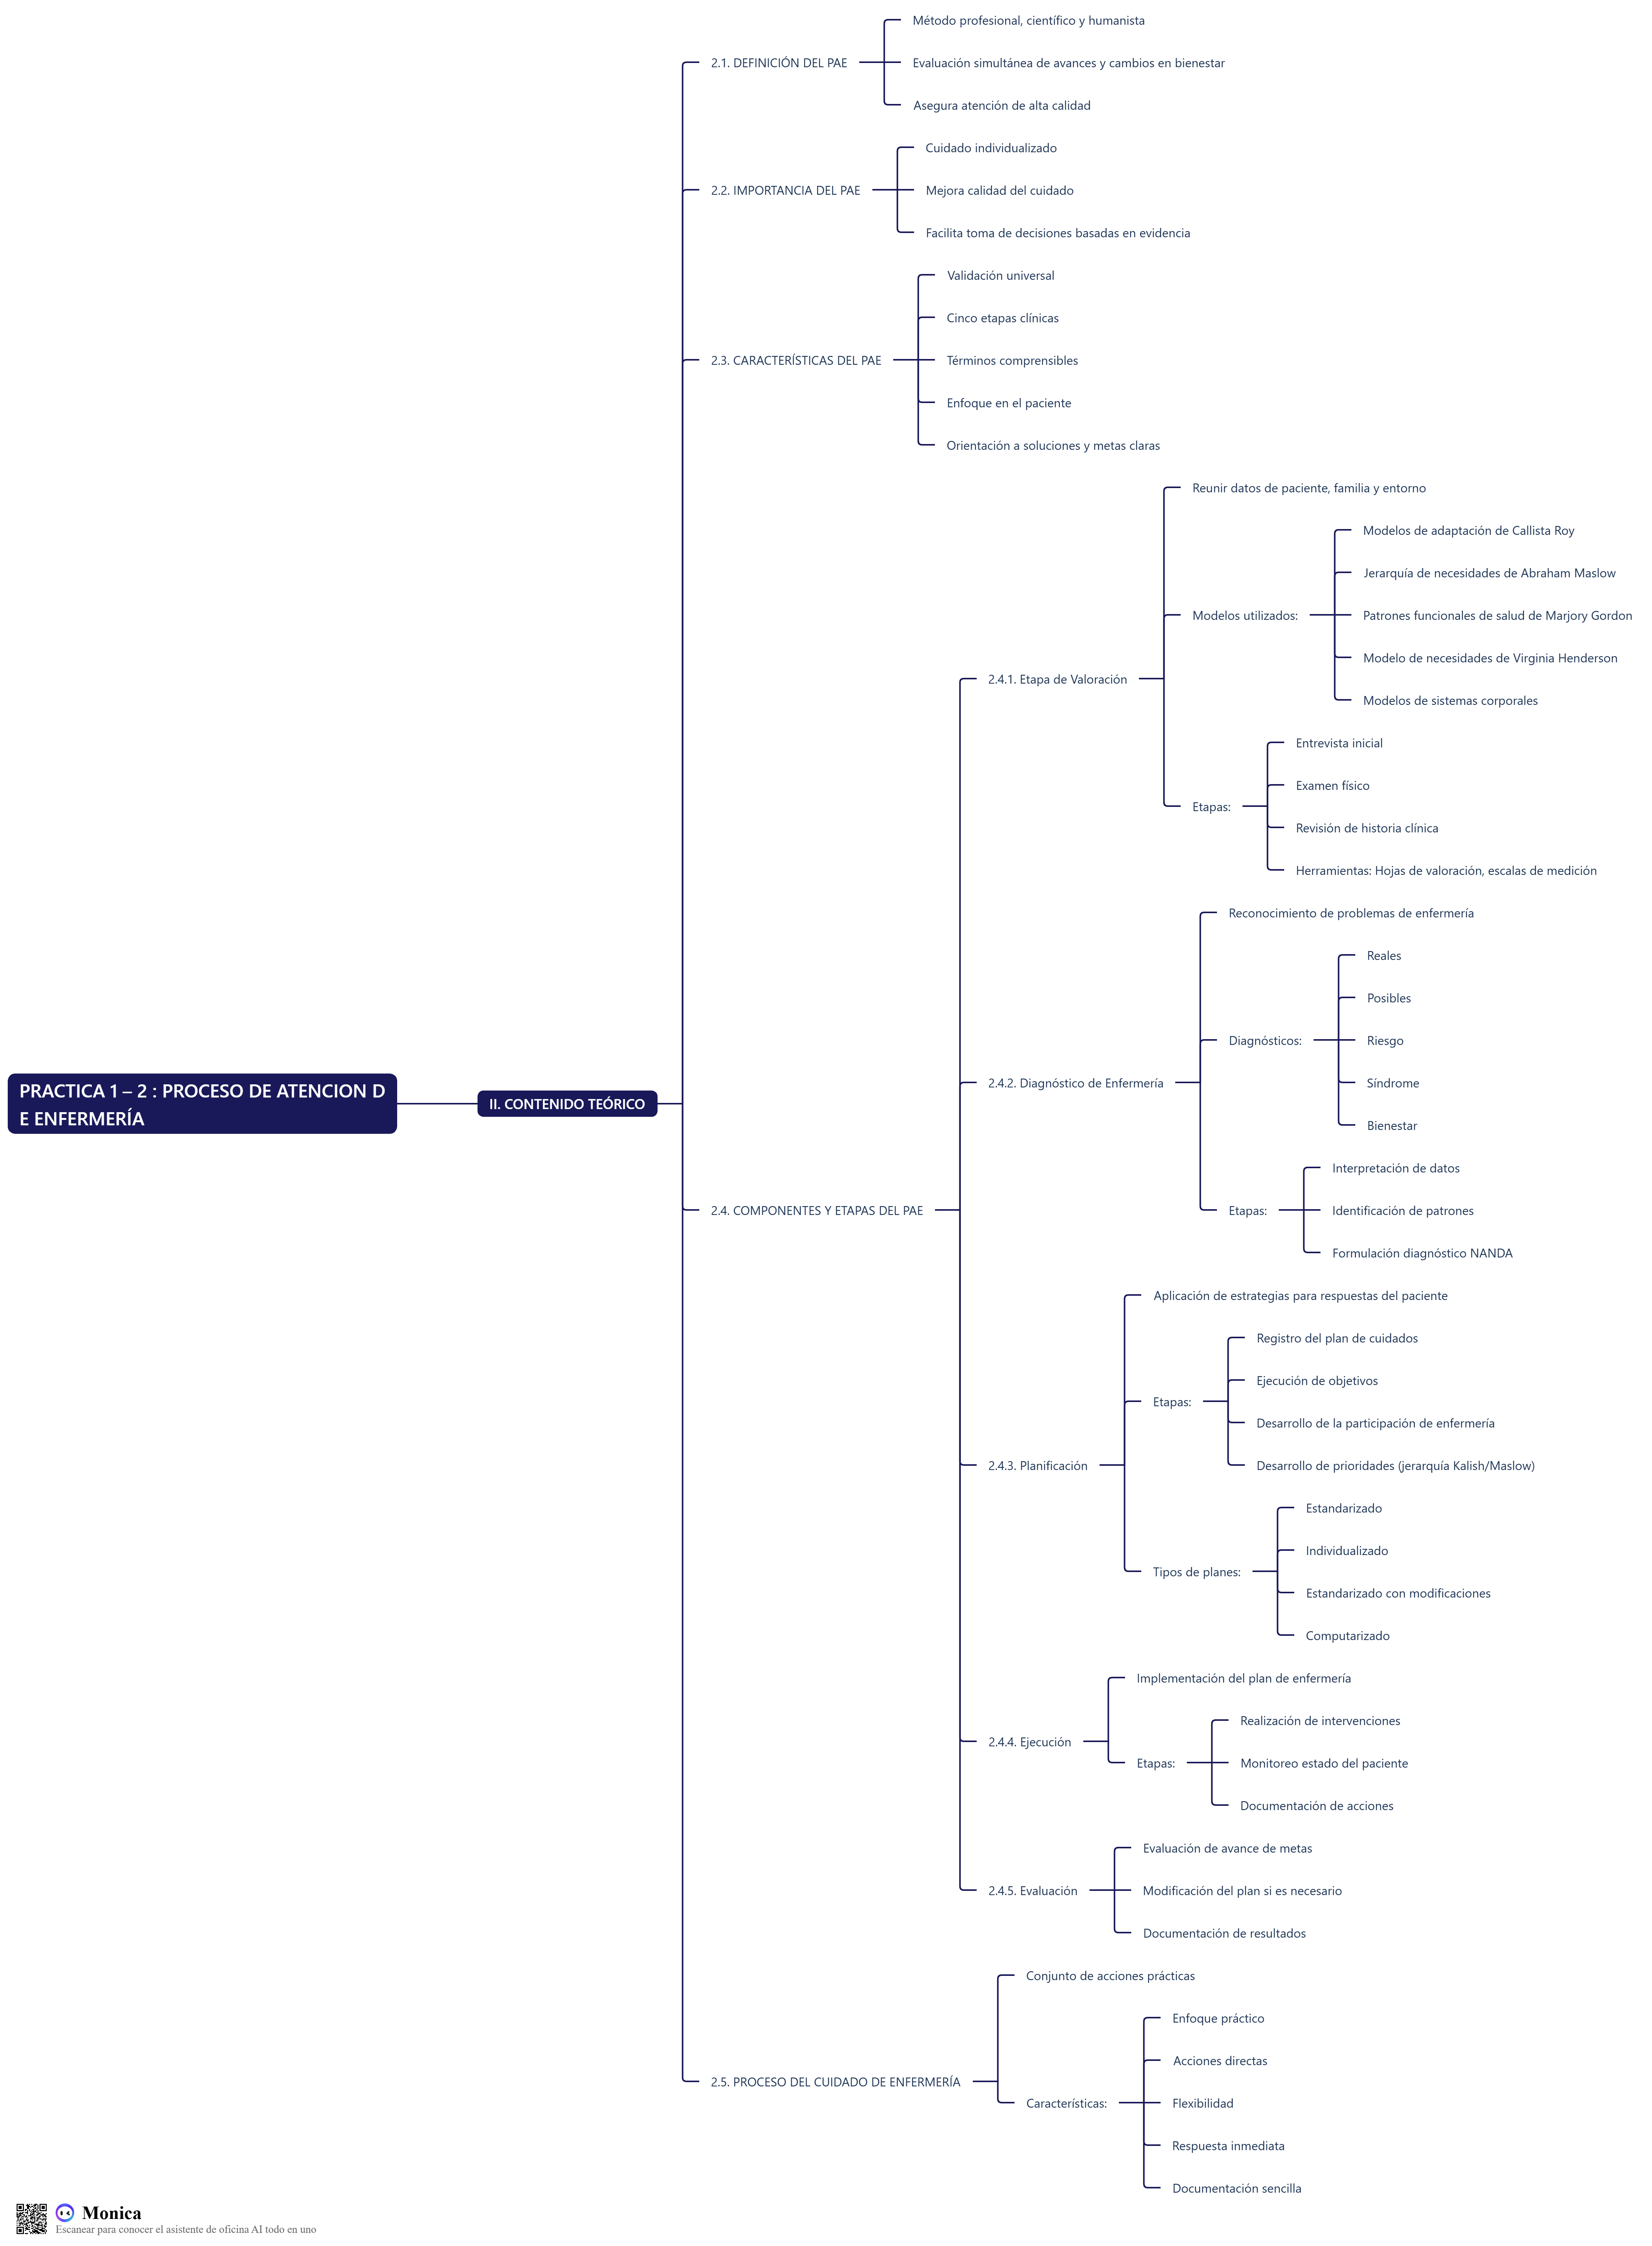 PRACTICA 1 – 2 : PROCESO DE ATENCION D
E ENFERMERÍA
II. CONTENIDO TEÓRICO
2.1. DEFINICIÓN DEL PAE
Método profesional, científico y humanista
Evaluación simultánea de avances y cambios en bienestar
Asegura atención de alta calidad
2.2. IMPORTANCIA DEL PAE
Cuidado individualizado
Mejora calidad del cuidado
Facilita toma de decisiones basadas en evidencia
2.3. CARACTERÍSTICAS DEL PAE
Validación universal
Cinco etapas clínicas
Términos comprensibles
Enfoque en el paciente
Orientación a soluciones y metas claras
2.4. COMPONENTES Y ETAPAS DEL PAE
2.4.1. Etapa de Valoración
Reunir datos de paciente, familia y entorno
Modelos utilizados:
Modelos de adaptación de Callista Roy
Jerarquía de necesidades de Abraham Maslow
Patrones funcionales de salud de Marjory Gordon
Modelo de necesidades de Virginia Henderson
Modelos de sistemas corporales
Etapas:
Entrevista inicial
Examen físico
Revisión de historia clínica
Herramientas: Hojas de valoración, escalas de medición
2.4.2. Diagnóstico de Enfermería
Reconocimiento de problemas de enfermería
Diagnósticos:
Reales
Posibles
Riesgo
Síndrome
Bienestar
Etapas:
Interpretación de datos
Identificación de patrones
Formulación diagnóstico NANDA
2.4.3. Planificación
Aplicación de estrategias para respuestas del paciente
Etapas:
Registro del plan de cuidados
Ejecución de objetivos
Desarrollo de la participación de enfermería
Desarrollo de prioridades (jerarquía Kalish/Maslow)
Tipos de planes:
Estandarizado
Individualizado
Estandarizado con modificaciones
Computarizado
2.4.4. Ejecución
Implementación del plan de enfermería
Etapas:
Realización de intervenciones
Monitoreo estado del paciente
Documentación de acciones
2.4.5. Evaluación
Evaluación de avance de metas
Modificación del plan si es necesario
Documentación de resultados
2.5. PROCESO DEL CUIDADO DE ENFERMERÍA
Conjunto de acciones prácticas
Características:
Enfoque práctico
Acciones directas
Flexibilidad
Respuesta inmediata
Documentación sencilla
Monica
Escanear para conocer el asistente de oficina AI todo en uno